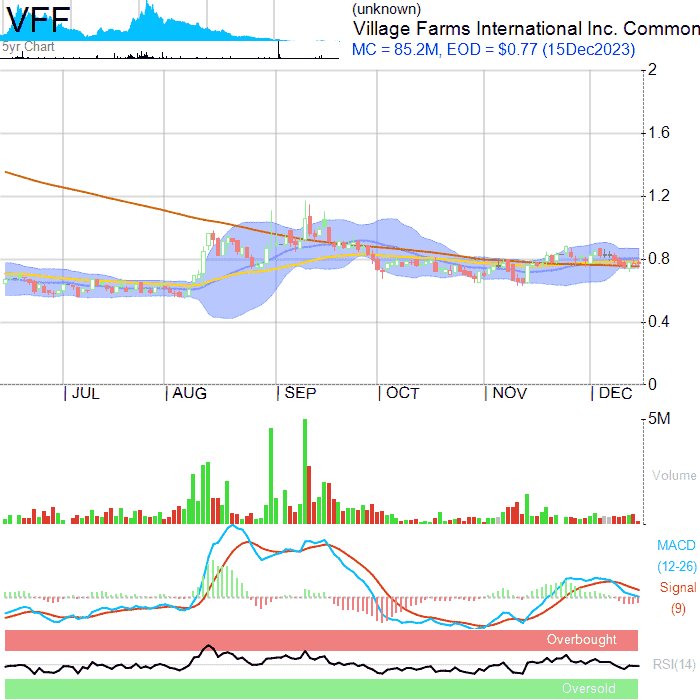 VFF
(unknown)
Village Farms International Inc. Common
MC = 85.2M, EOD = $0.77 (15Dec2023)
5yr Chart
2
1.6
1.2
0.8
0.4
0
JUL AUG SEP OCT NOV DEC
5M
Volume
MACD
(12-26)
Signal
(9)
Overbought
RSI(14)
Oversold